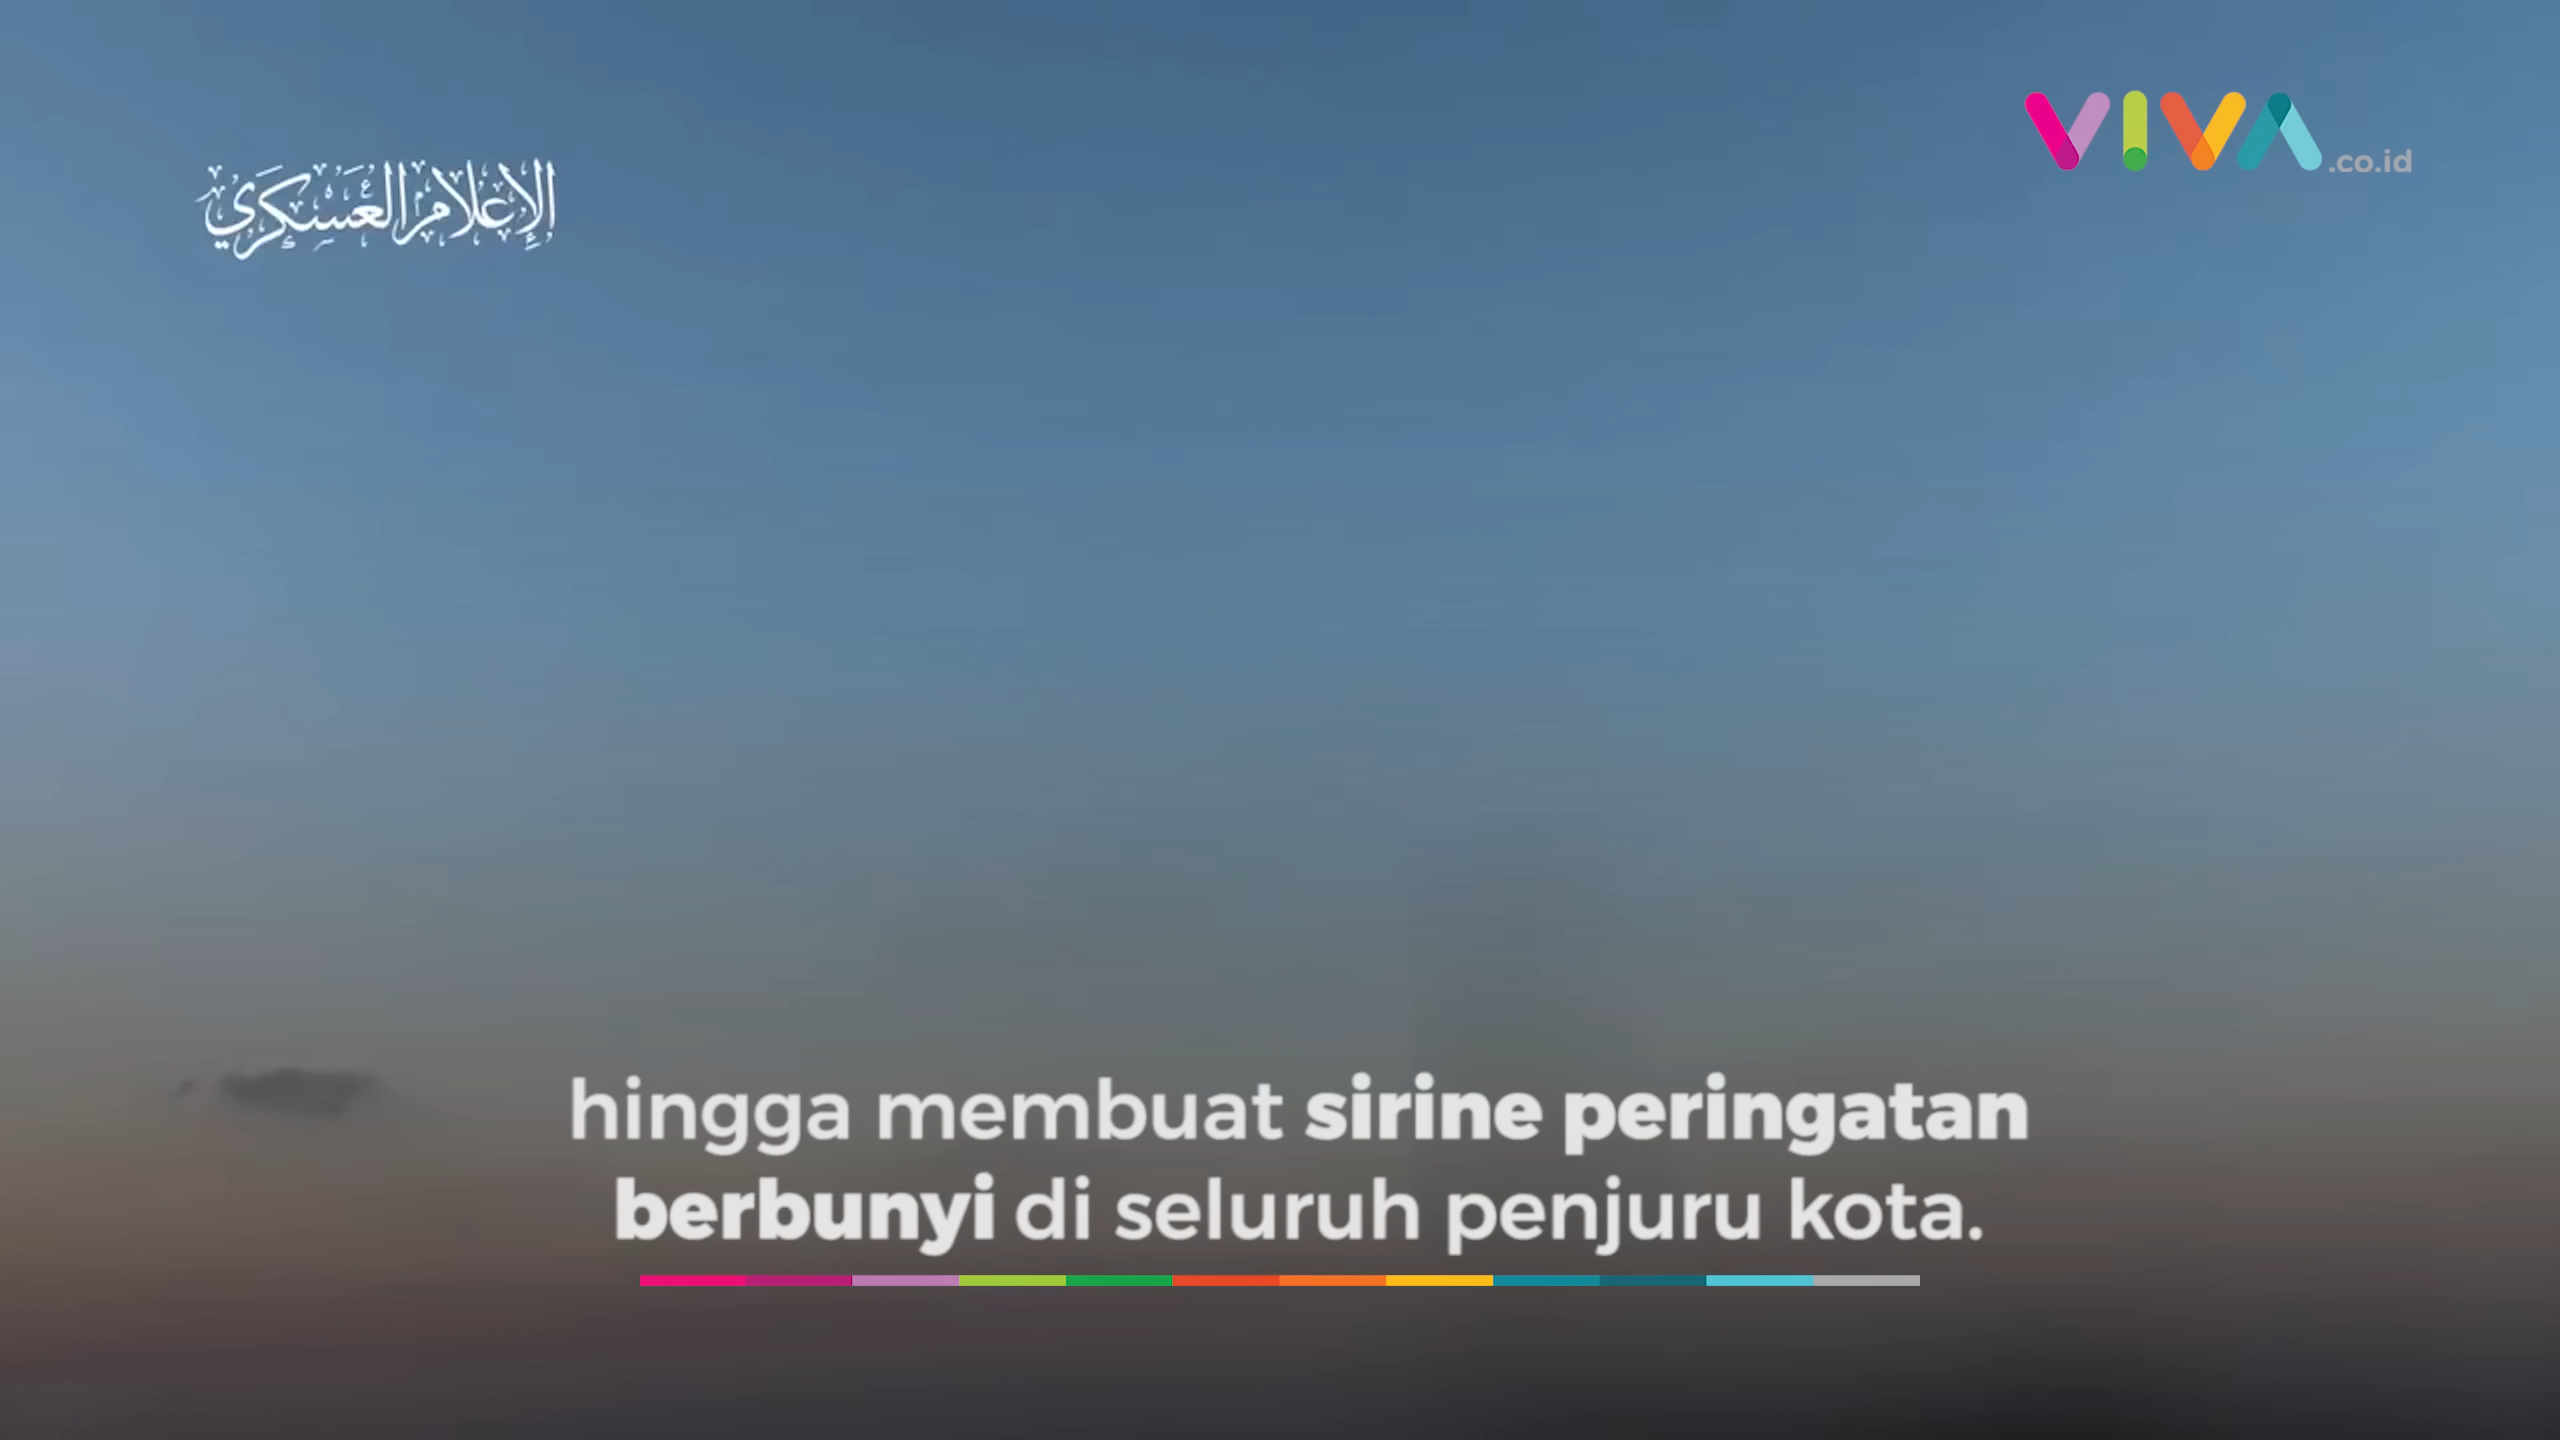 الإعلام العسكري
VIVA.co.id
hingga membuat sirine peringatan
berbunyi di seluruh penjuru kota.